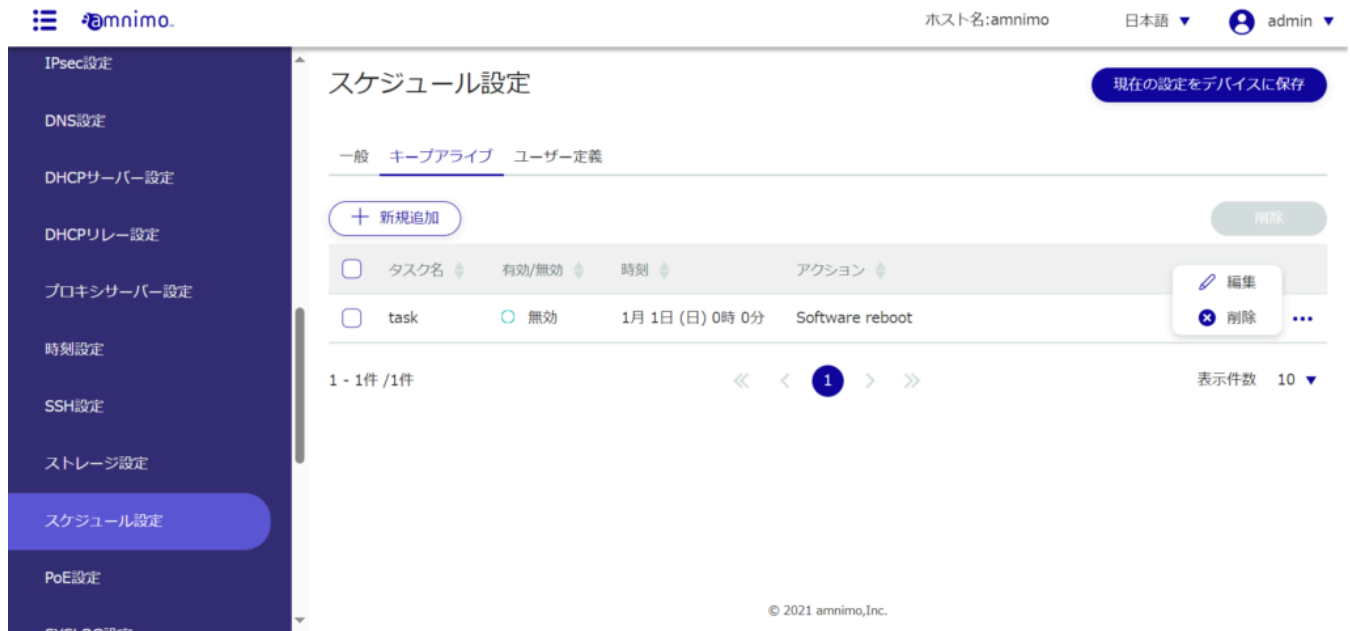 amnimo
ホスト名:amnimo
日本語 ▼
admin ▼
IPsec設定
DNS設定
DHCPサーバー設定
DHCPリレー設定
プロキシサーバー設定
時刻設定
SSH設定
ストレージ設定
スケジュール設定
PoE設定
スケジュール設定
現在の設定をデバイスに保存
一般 キープアライブ ユーザー定義
+ 新規追加
削除
タスク名 有効/無効 時刻 アクション
編集
task 無効 1月 1日 (日) 0時 0分 Software reboot
削除
1 - 1件 /1件
1
表示件数 10 ▼
© 2021 amnimo,Inc.